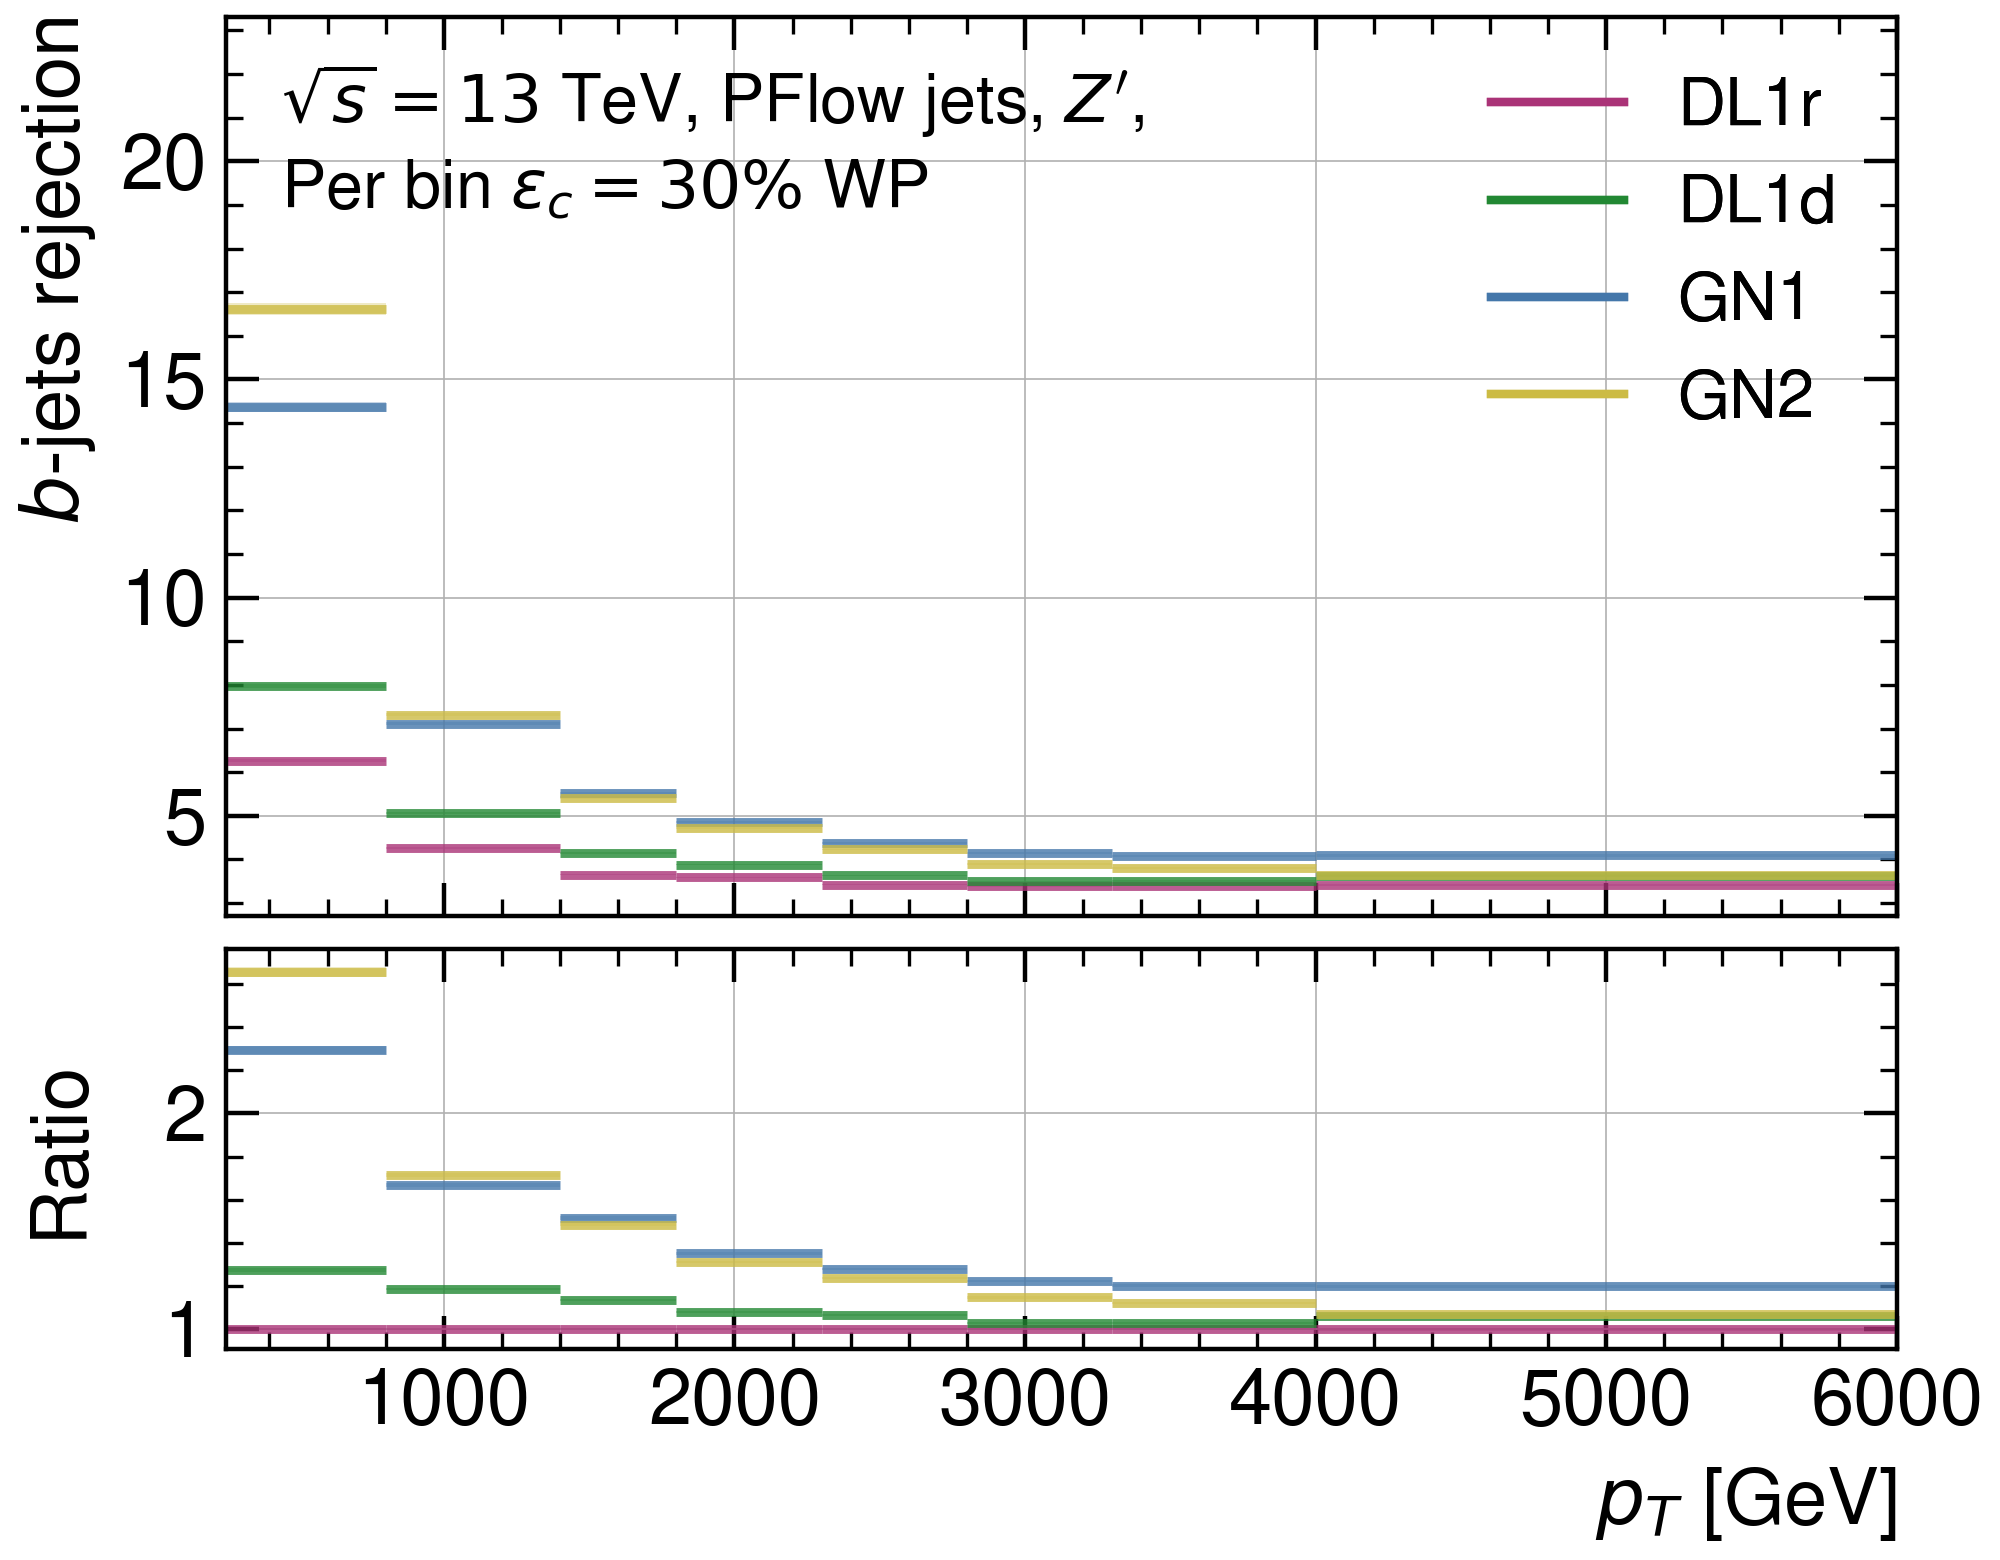 b-jets rejection
√s = 13 TeV, PFlow jets, Z′,
Per bin εc = 30% WP
DL1r
DL1d
GN1
GN2
20
15
10
5
Ratio
2
1
1000 2000 3000 4000 5000 6000
pT [GeV]